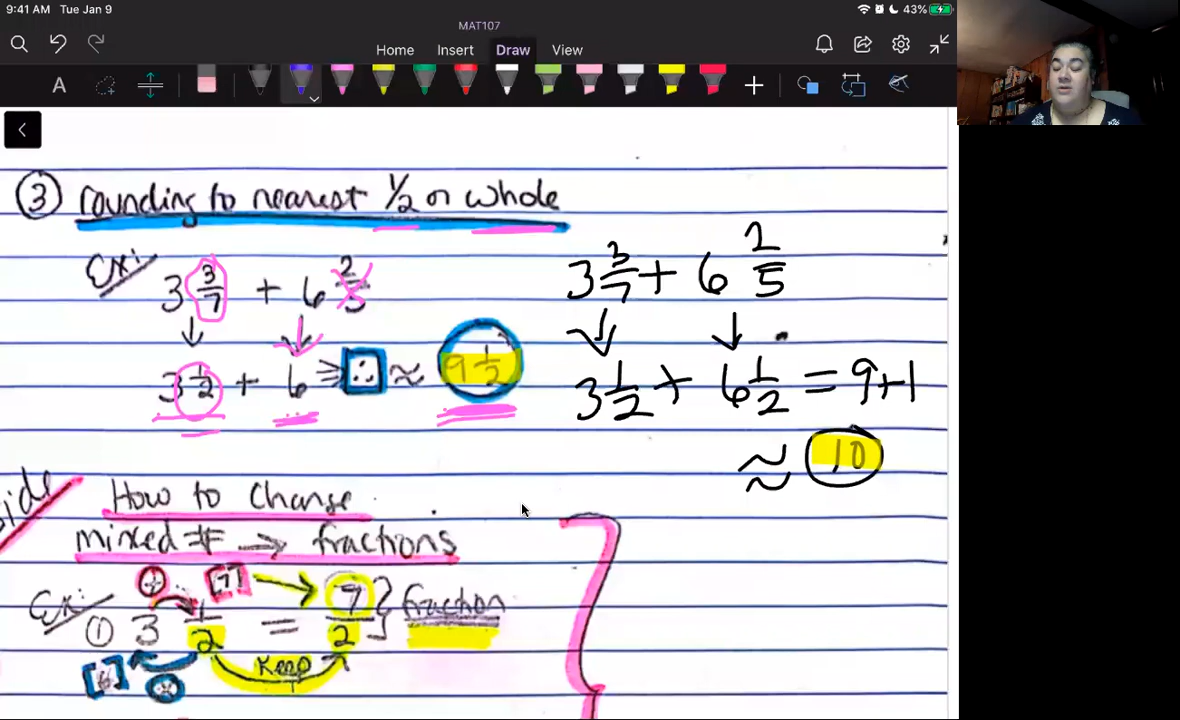 9:41 AM Tue Jan 9
43%
MAT107
Home Insert Draw View
A
③ rounding to nearest 1/2 or whole
Ex:
3 3/7 + 6 2/5
3 1/2 + 6 ⇒ ∴ ≈ 9 1/2
3 3/7 + 6 2/5
3 1/2 + 6 1/2 = 9+1
≈ 10
side
How to Change
mixed # → fractions
Ex:
① 3 1/2 = 7/2 } fraction
+ [7]
[6] × Keep